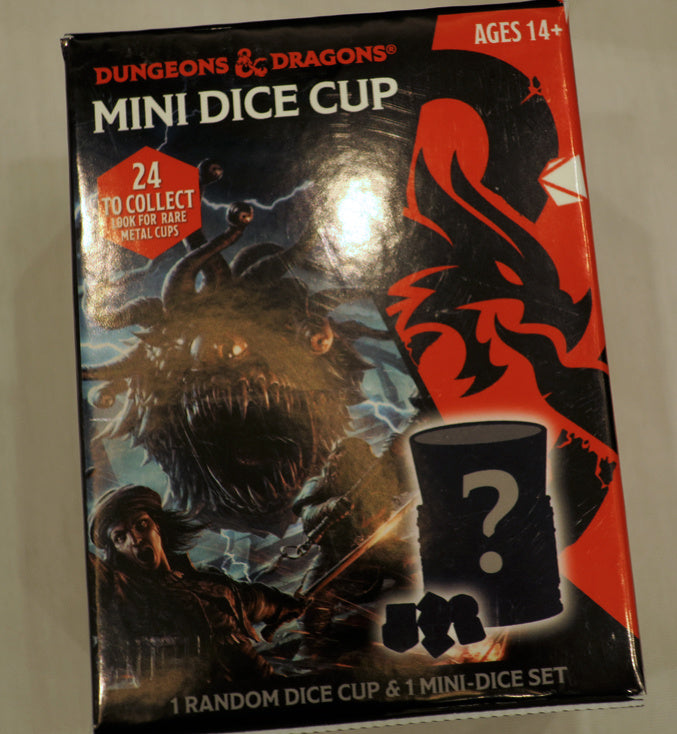 AGES 14+
DUNGEONS & DRAGONS®
MINI DICE CUP
24
TO COLLECT
LOOK FOR RARE
METAL CUPS
?
1 RANDOM DICE CUP & 1 MINI-DICE SET